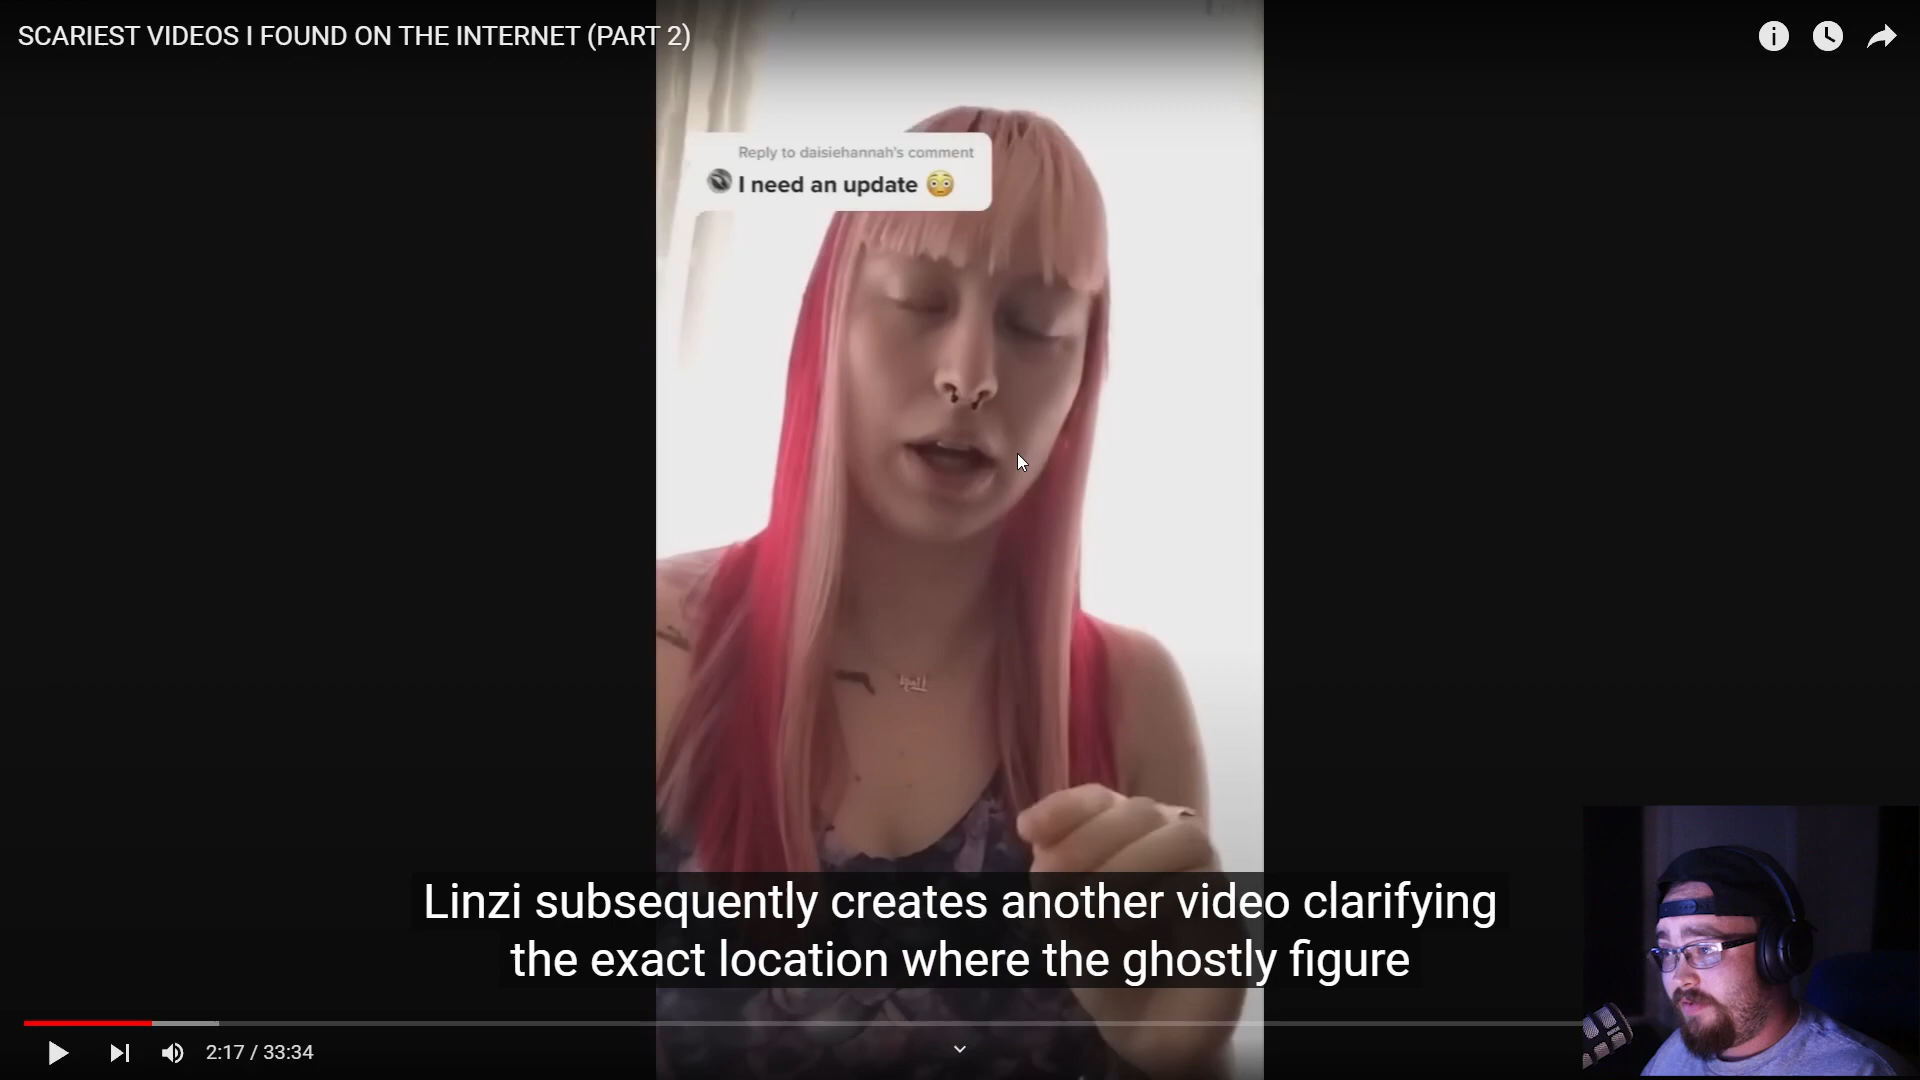 SCARIEST VIDEOS I FOUND ON THE INTERNET (PART 2)
Reply to daisiehannah's comment
I need an update 😳
Linzi subsequently creates another video clarifying
the exact location where the ghostly figure
2:17 / 33:34